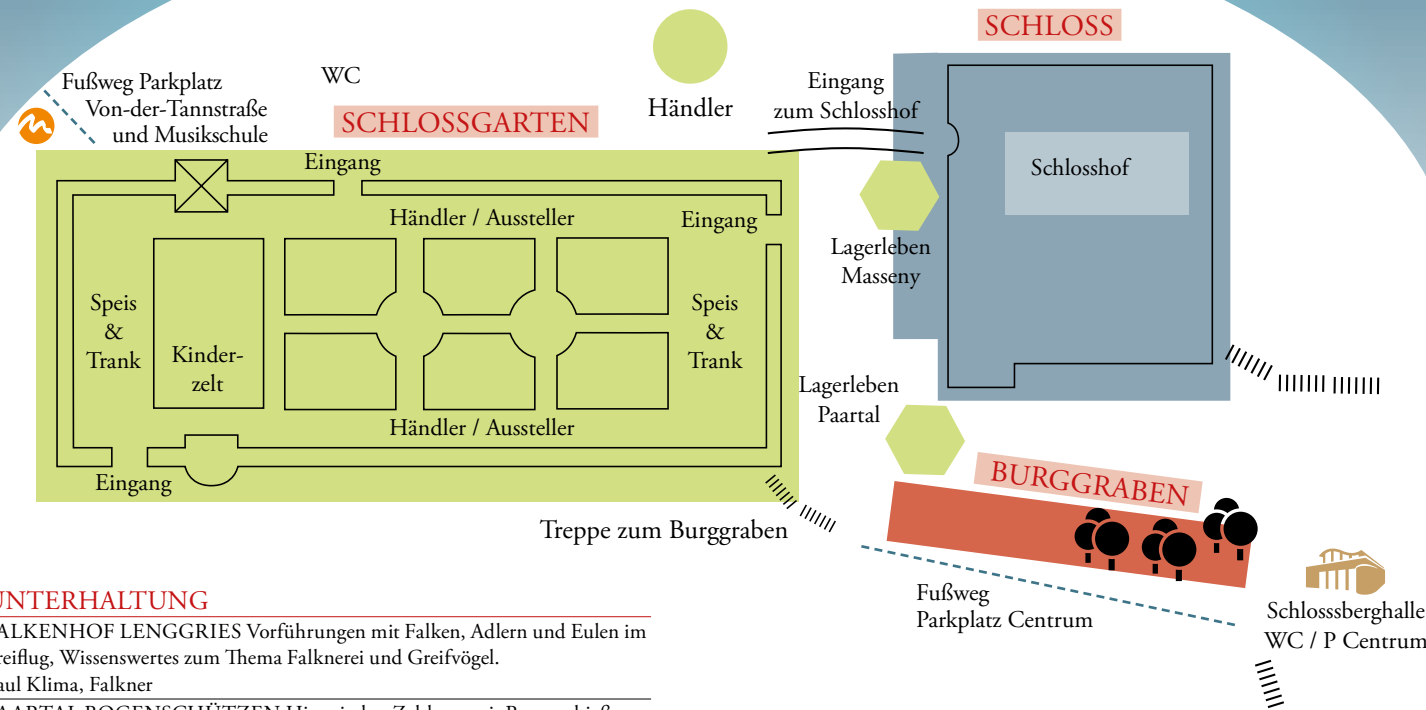 SCHLOSS
Fußweg Parkplatz
Von-der-Tannstraße
und Musikschule
WC
SCHLOSSGARTEN
Händler
Eingang
zum Schlosshof
Schlosshof
Eingang
Händler / Aussteller
Eingang
Lagerleben
Masseny
Speis
&
Trank
Kinder-
zelt
Speis
&
Trank
Lagerleben
Paartal
Händler / Aussteller
Eingang
BURGGRABEN
Treppe zum Burggraben
Fußweg
Parkplatz Centrum
Schlosssberghalle
WC / P Centrum
UNTERHALTUNG
ALKENHOF LENGGRIES Vorführungen mit Falken, Adlern und Eulen im
reiflug, Wissenswertes zum Thema Falknerei und Greifvögel.
aul Klima, Falkner